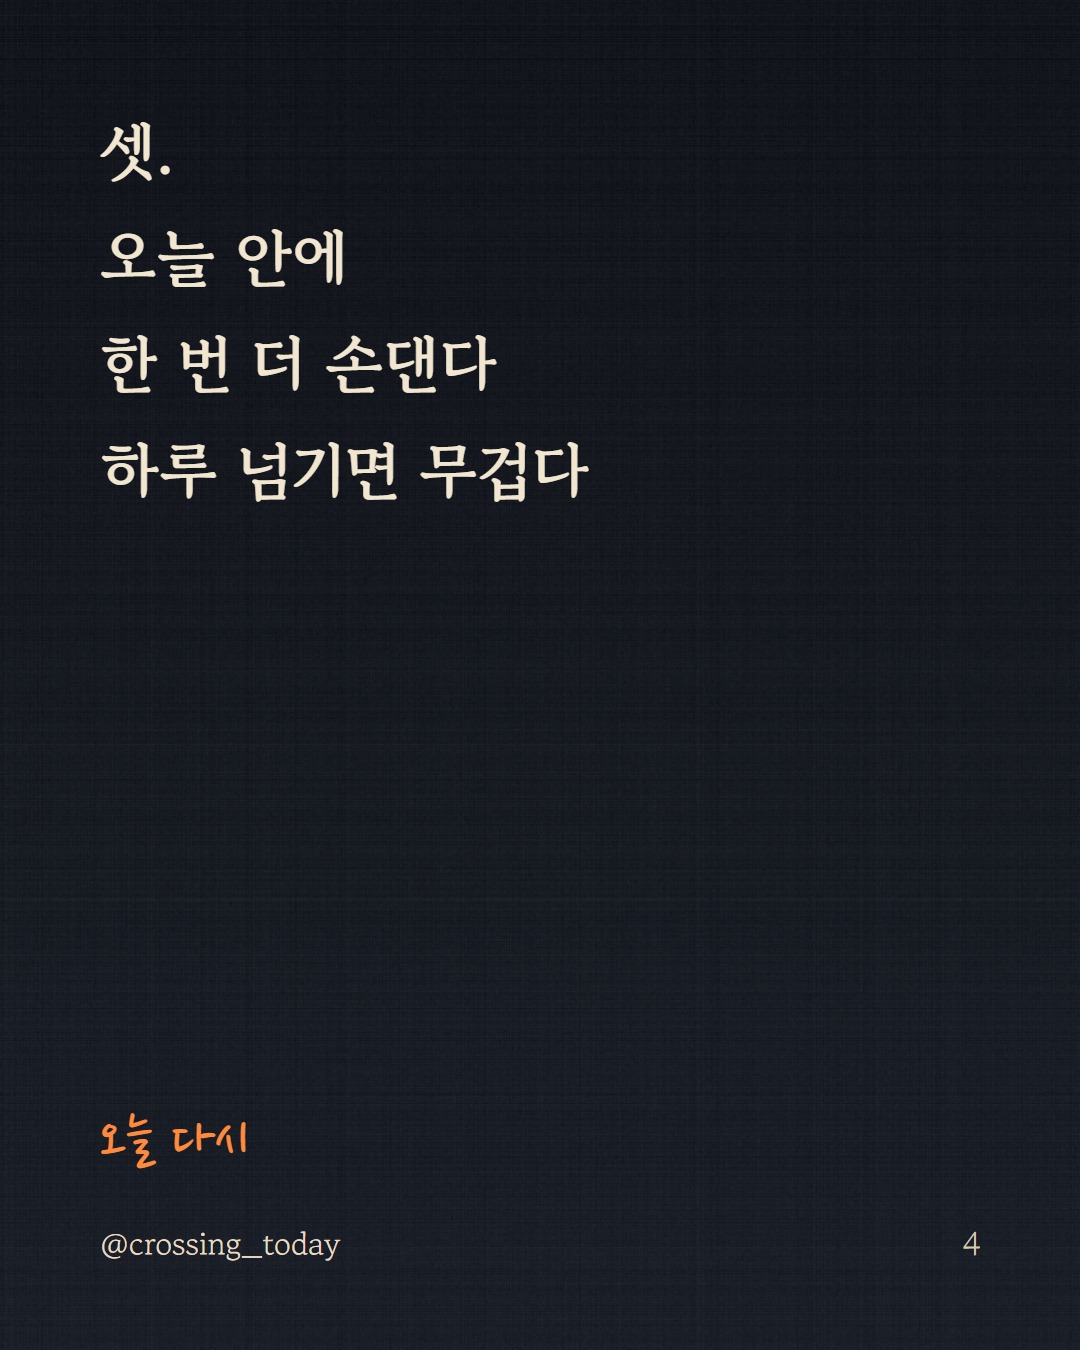 셋.
오늘 안에
한 번 더 손댄다
하루 넘기면 무겁다
오늘 다시
@crossing_today
4